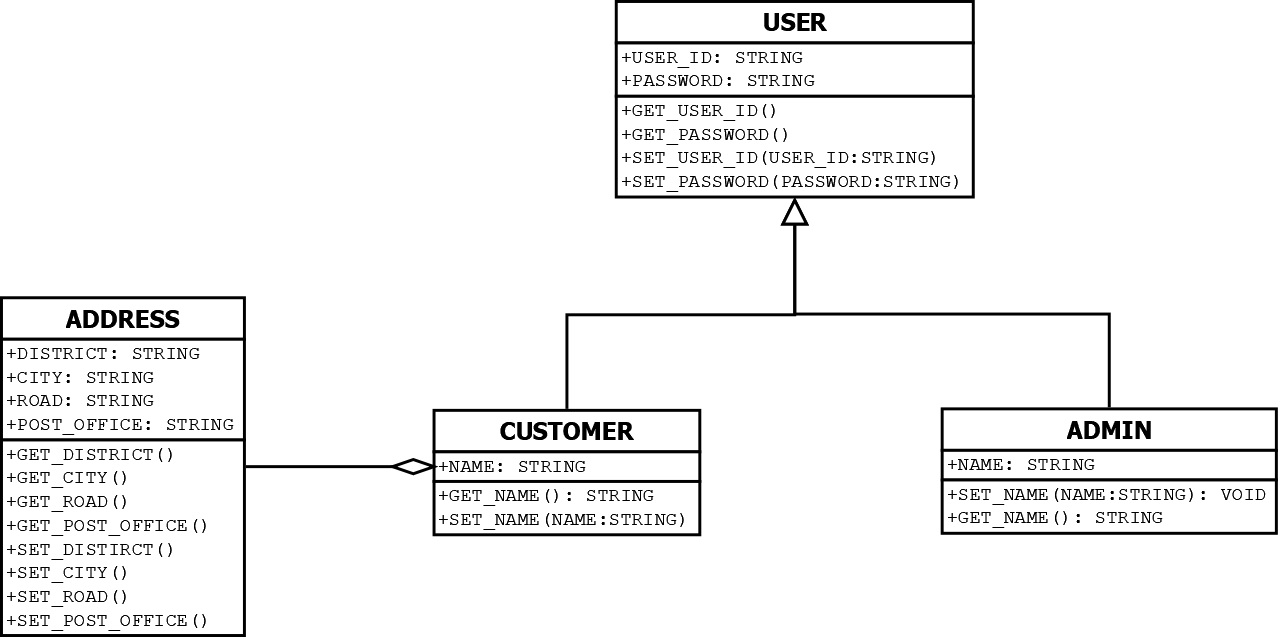 USER
+USER_ID: STRING
+PASSWORD: STRING
+GET_USER_ID()
+GET_PASSWORD()
+SET_USER_ID(USER_ID:STRING)
+SET_PASSWORD(PASSWORD:STRING)
ADDRESS
+DISTRICT: STRING
+CITY: STRING
+ROAD: STRING
+POST_OFFICE: STRING
+GET_DISTRICT()
+GET_CITY()
+GET_ROAD()
+GET_POST_OFFICE()
+SET_DISTIRCT()
+SET_CITY()
+SET_ROAD()
+SET_POST_OFFICE()
CUSTOMER
+NAME: STRING
+GET_NAME(): STRING
+SET_NAME(NAME:STRING)
ADMIN
+NAME: STRING
+SET_NAME(NAME:STRING): VOID
+GET_NAME(): STRING